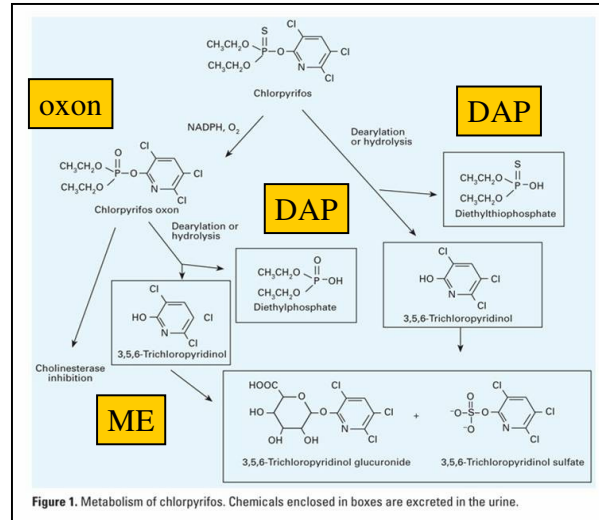 S
CH₃CH₂O
P
O
CH₃CH₂O
N
Cl
Cl
Cl
Chlorpyrifos
oxon
NADPH, O₂
Dearylation
or hydrolysis
DAP
O
CH₃CH₂O
P
O
CH₃CH₂O
N
Cl
Cl
Cl
Chlorpyrifos oxon
S
CH₃CH₂O
P
OH
CH₃CH₂O
Diethylthiophosphate
Dearylation or
hydrolysis
DAP
O
CH₃CH₂O
P
OH
CH₃CH₂O
Diethylphosphate
Cl
HO
Cl
N
Cl
3,5,6-Trichloropyridinol
Cl
HO
Cl
N
Cl
3,5,6-Trichloropyridinol
Cholinesterase
inhibition
ME
HOOC
O
HO
OH
OH
O
N
Cl
Cl
Cl
3,5,6-Trichloropyridinol glucuronide
+
O
⁻O
S
O
O⁻
N
Cl
Cl
Cl
3,5,6-Trichloropyridinol sulfate
Figure 1. Metabolism of chlorpyrifos. Chemicals enclosed in boxes are excreted in the urine.